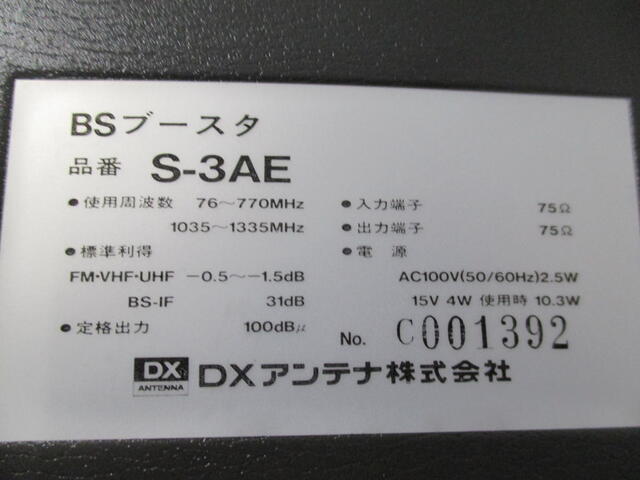 BSブースタ
品番 S-3AE
● 使用周波数 76～770MHz
1035～1335MHz
● 標準利得
FM・VHF・UHF －0.5～－1.5dB
BS-IF 31dB
● 定格出力 100dBμ
● 入力端子 75Ω
● 出力端子 75Ω
● 電源
AC100V(50/60Hz)2.5W
15V 4W 使用時 10.3W
No. C001392
DX ANTENNA DXアンテナ株式会社